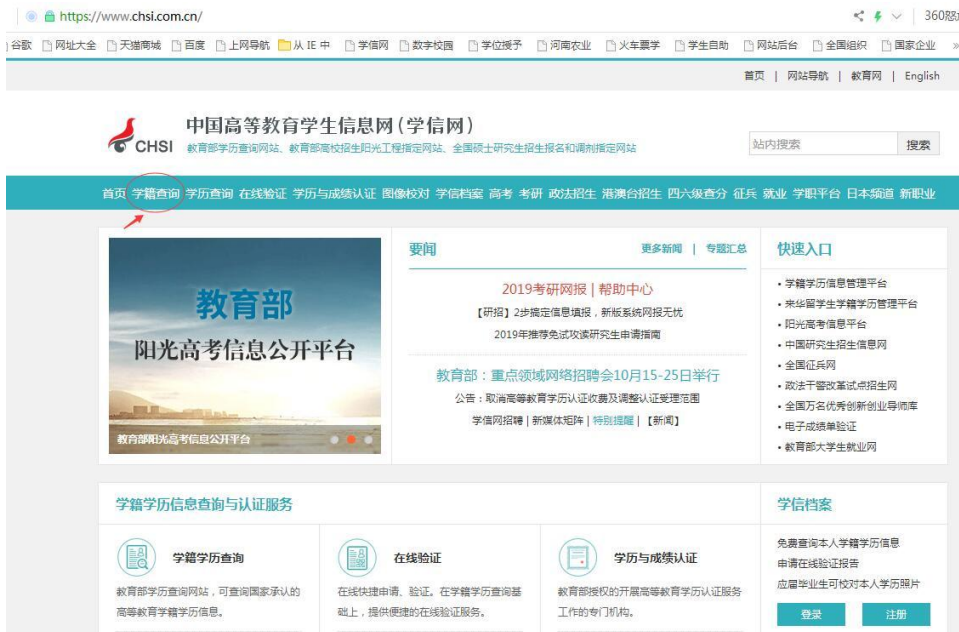 https://www.chsi.com.cn/ 360怒
谷歌 网址大全 天猫商城 百度 上网导航 从 IE 中 学信网 数字校园 学位授予 河南农业 火车票学 学生自助 网站后台 全国组织 国家企业 »
首页 | 网站导航 | 教育网 | English
中国高等教育学生信息网(学信网)
CHSI 教育部学历查询网站、教育部高校招生阳光工程指定网站、全国硕士研究生招生报名和调剂指定网站
站内搜索 搜索
首页 学籍查询 学历查询 在线验证 学历与成绩认证 图像校对 学信档案 高考 考研 政法招生 港澳台招生 四六级查分 征兵 就业 学职平台 日本频道 新职业
教育部
阳光高考信息公开平台
教育部阳光高考信息公开平台
要闻 更多新闻 | 专题汇总
2019考研网报 | 帮助中心
【研招】2步搞定信息填报，新版系统网报无忧
2019年推荐免试攻读研究生申请指南
教育部：重点领域网络招聘会10月15-25日举行
公告：取消高等教育学历认证收费及调整认证受理范围
学信网招聘 | 新媒体矩阵 | 特别提醒 | 【新闻】
快速入口
• 学籍学历信息管理平台
• 来华留学生学籍学历管理平台
• 阳光高考信息平台
• 中国研究生招生信息网
• 全国征兵网
• 政法干警改革试点招生网
• 全国万名优秀创新创业导师库
• 电子成绩单验证
• 教育部大学生就业网
学籍学历信息查询与认证服务
学籍学历查询
教育部学历查询网站，可查询国家承认的
高等教育学籍学历信息。
在线验证
在线快捷申请、验证。在学籍学历查询基
础上，提供便捷的在线验证服务。
学历与成绩认证
教育部授权的开展高等教育学历认证服务
工作的专门机构。
学信档案
免费查询本人学籍学历信息
申请在线验证报告
应届毕业生可校对本人学历照片
登录 注册